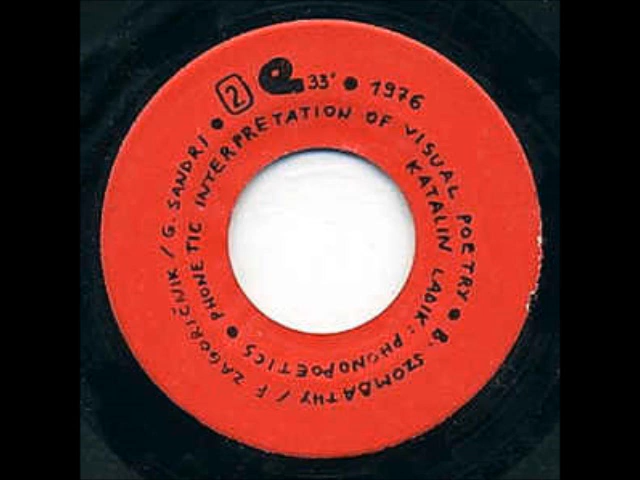 2 33' • 1976
KATALIN LADIK: PHONOPOETICS • PHONETIC INTERPRETATION OF VISUAL POETRY • B. SZOMBATHY / F ZAGORIČNIK / G. SANDRI •